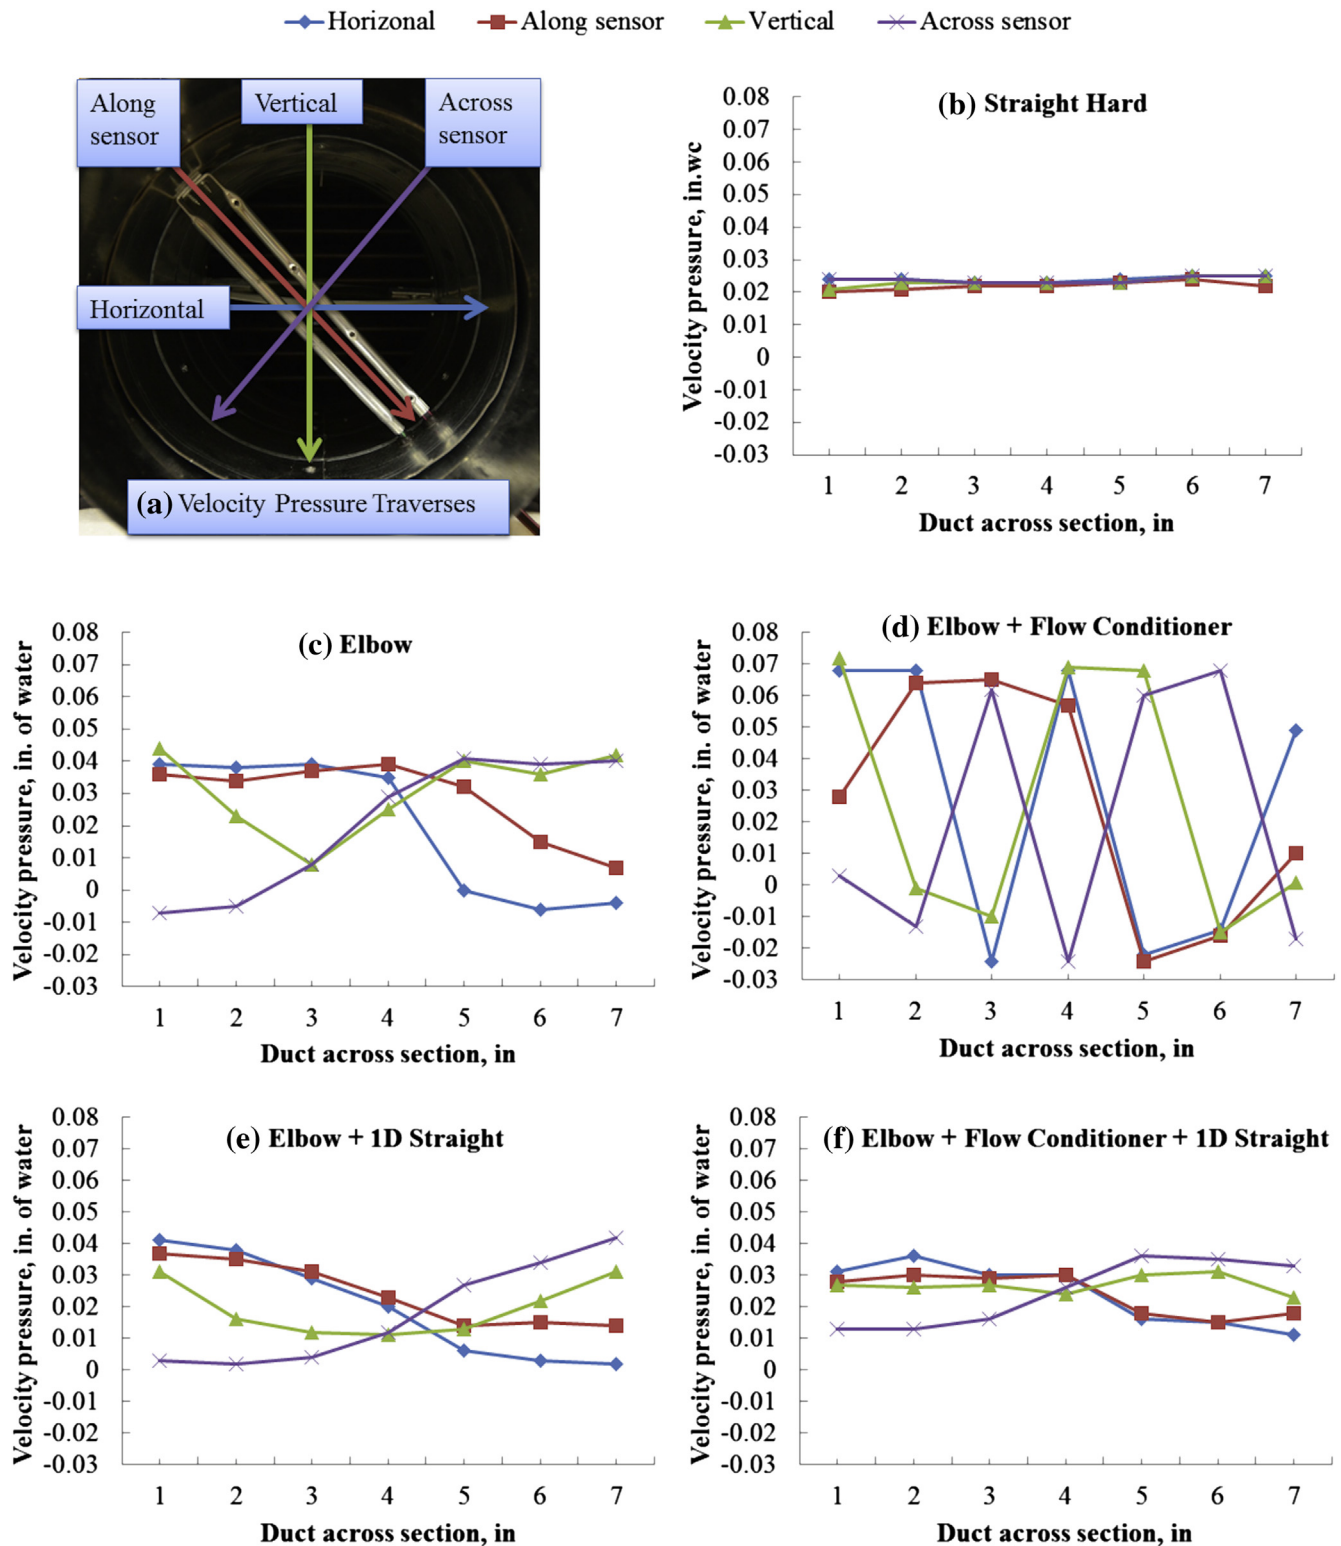 Horizonal Along sensor Vertical Across sensor
Along
sensor
Vertical
Across
sensor
Horizontal
(a) Velocity Pressure Traverses
(b) Straight Hard
Velocity pressure, in.wc
0.08
0.07
0.06
0.05
0.04
0.03
0.02
0.01
0
-0.01
-0.02
-0.03
1 2 3 4 5 6 7
Duct across section, in
(c) Elbow
Velocity pressure, in. of water
0.08
0.07
0.06
0.05
0.04
0.03
0.02
0.01
0
-0.01
-0.02
-0.03
1 2 3 4 5 6 7
Duct across section, in
(d) Elbow + Flow Conditioner
Velocity pressure, in. of water
0.08
0.07
0.06
0.05
0.04
0.03
0.02
0.01
0
-0.01
-0.02
-0.03
1 2 3 4 5 6 7
Duct across section, in
(e) Elbow + 1D Straight
Velocity pressure, in. of water
0.08
0.07
0.06
0.05
0.04
0.03
0.02
0.01
0
-0.01
-0.02
-0.03
1 2 3 4 5 6 7
Duct across section, in
(f) Elbow + Flow Conditioner + 1D Straight
Velocity pressure, in. of water
0.08
0.07
0.06
0.05
0.04
0.03
0.02
0.01
0
-0.01
-0.02
-0.03
1 2 3 4 5 6 7
Duct across section, in